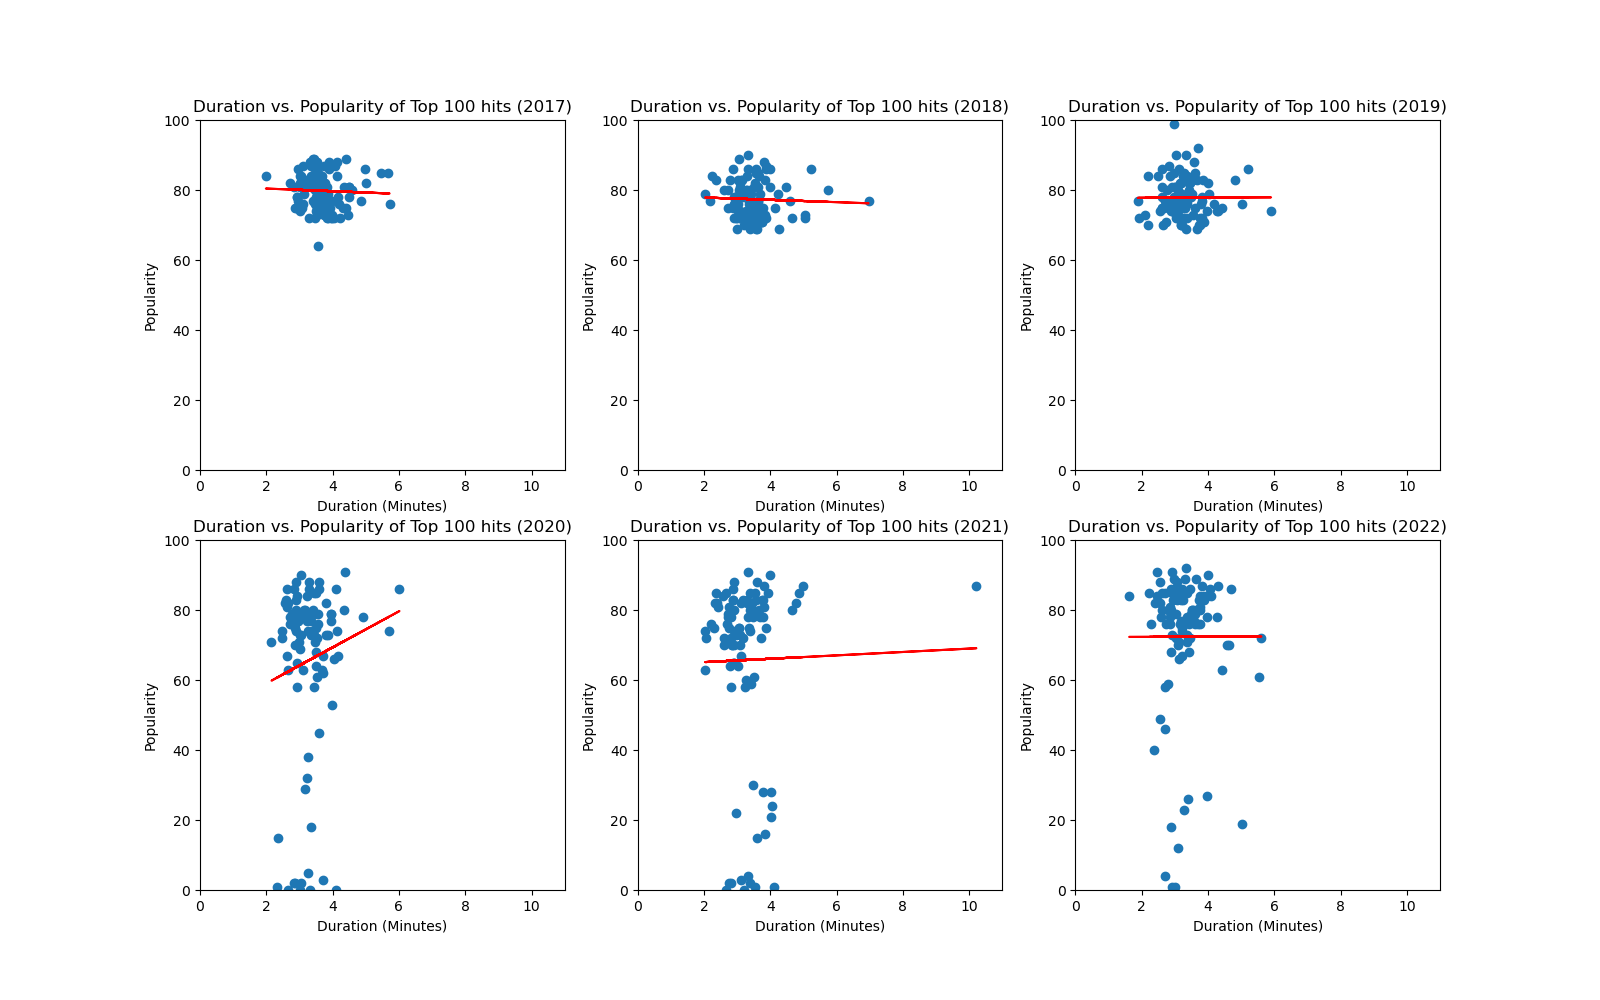 Duration vs. Popularity of Top 100 hits (2017)
100
80
60
40
20
0
Popularity
0 2 4 6 8 10
Duration (Minutes)
Duration vs. Popularity of Top 100 hits (2018)
100
80
60
40
20
0
Popularity
0 2 4 6 8 10
Duration (Minutes)
Duration vs. Popularity of Top 100 hits (2019)
100
80
60
40
20
0
Popularity
0 2 4 6 8 10
Duration (Minutes)
Duration vs. Popularity of Top 100 hits (2020)
100
80
60
40
20
0
Popularity
0 2 4 6 8 10
Duration (Minutes)
Duration vs. Popularity of Top 100 hits (2021)
100
80
60
40
20
0
Popularity
0 2 4 6 8 10
Duration (Minutes)
Duration vs. Popularity of Top 100 hits (2022)
100
80
60
40
20
0
Popularity
0 2 4 6 8 10
Duration (Minutes)